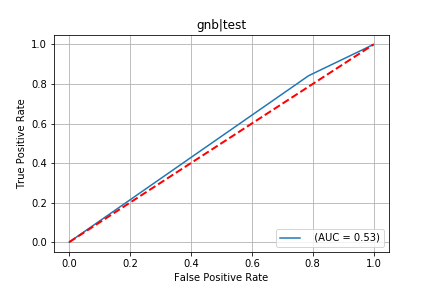 gnb|test
True Positive Rate
1.0
0.8
0.6
0.4
0.2
0.0
(AUC = 0.53)
0.0 0.2 0.4 0.6 0.8 1.0
False Positive Rate